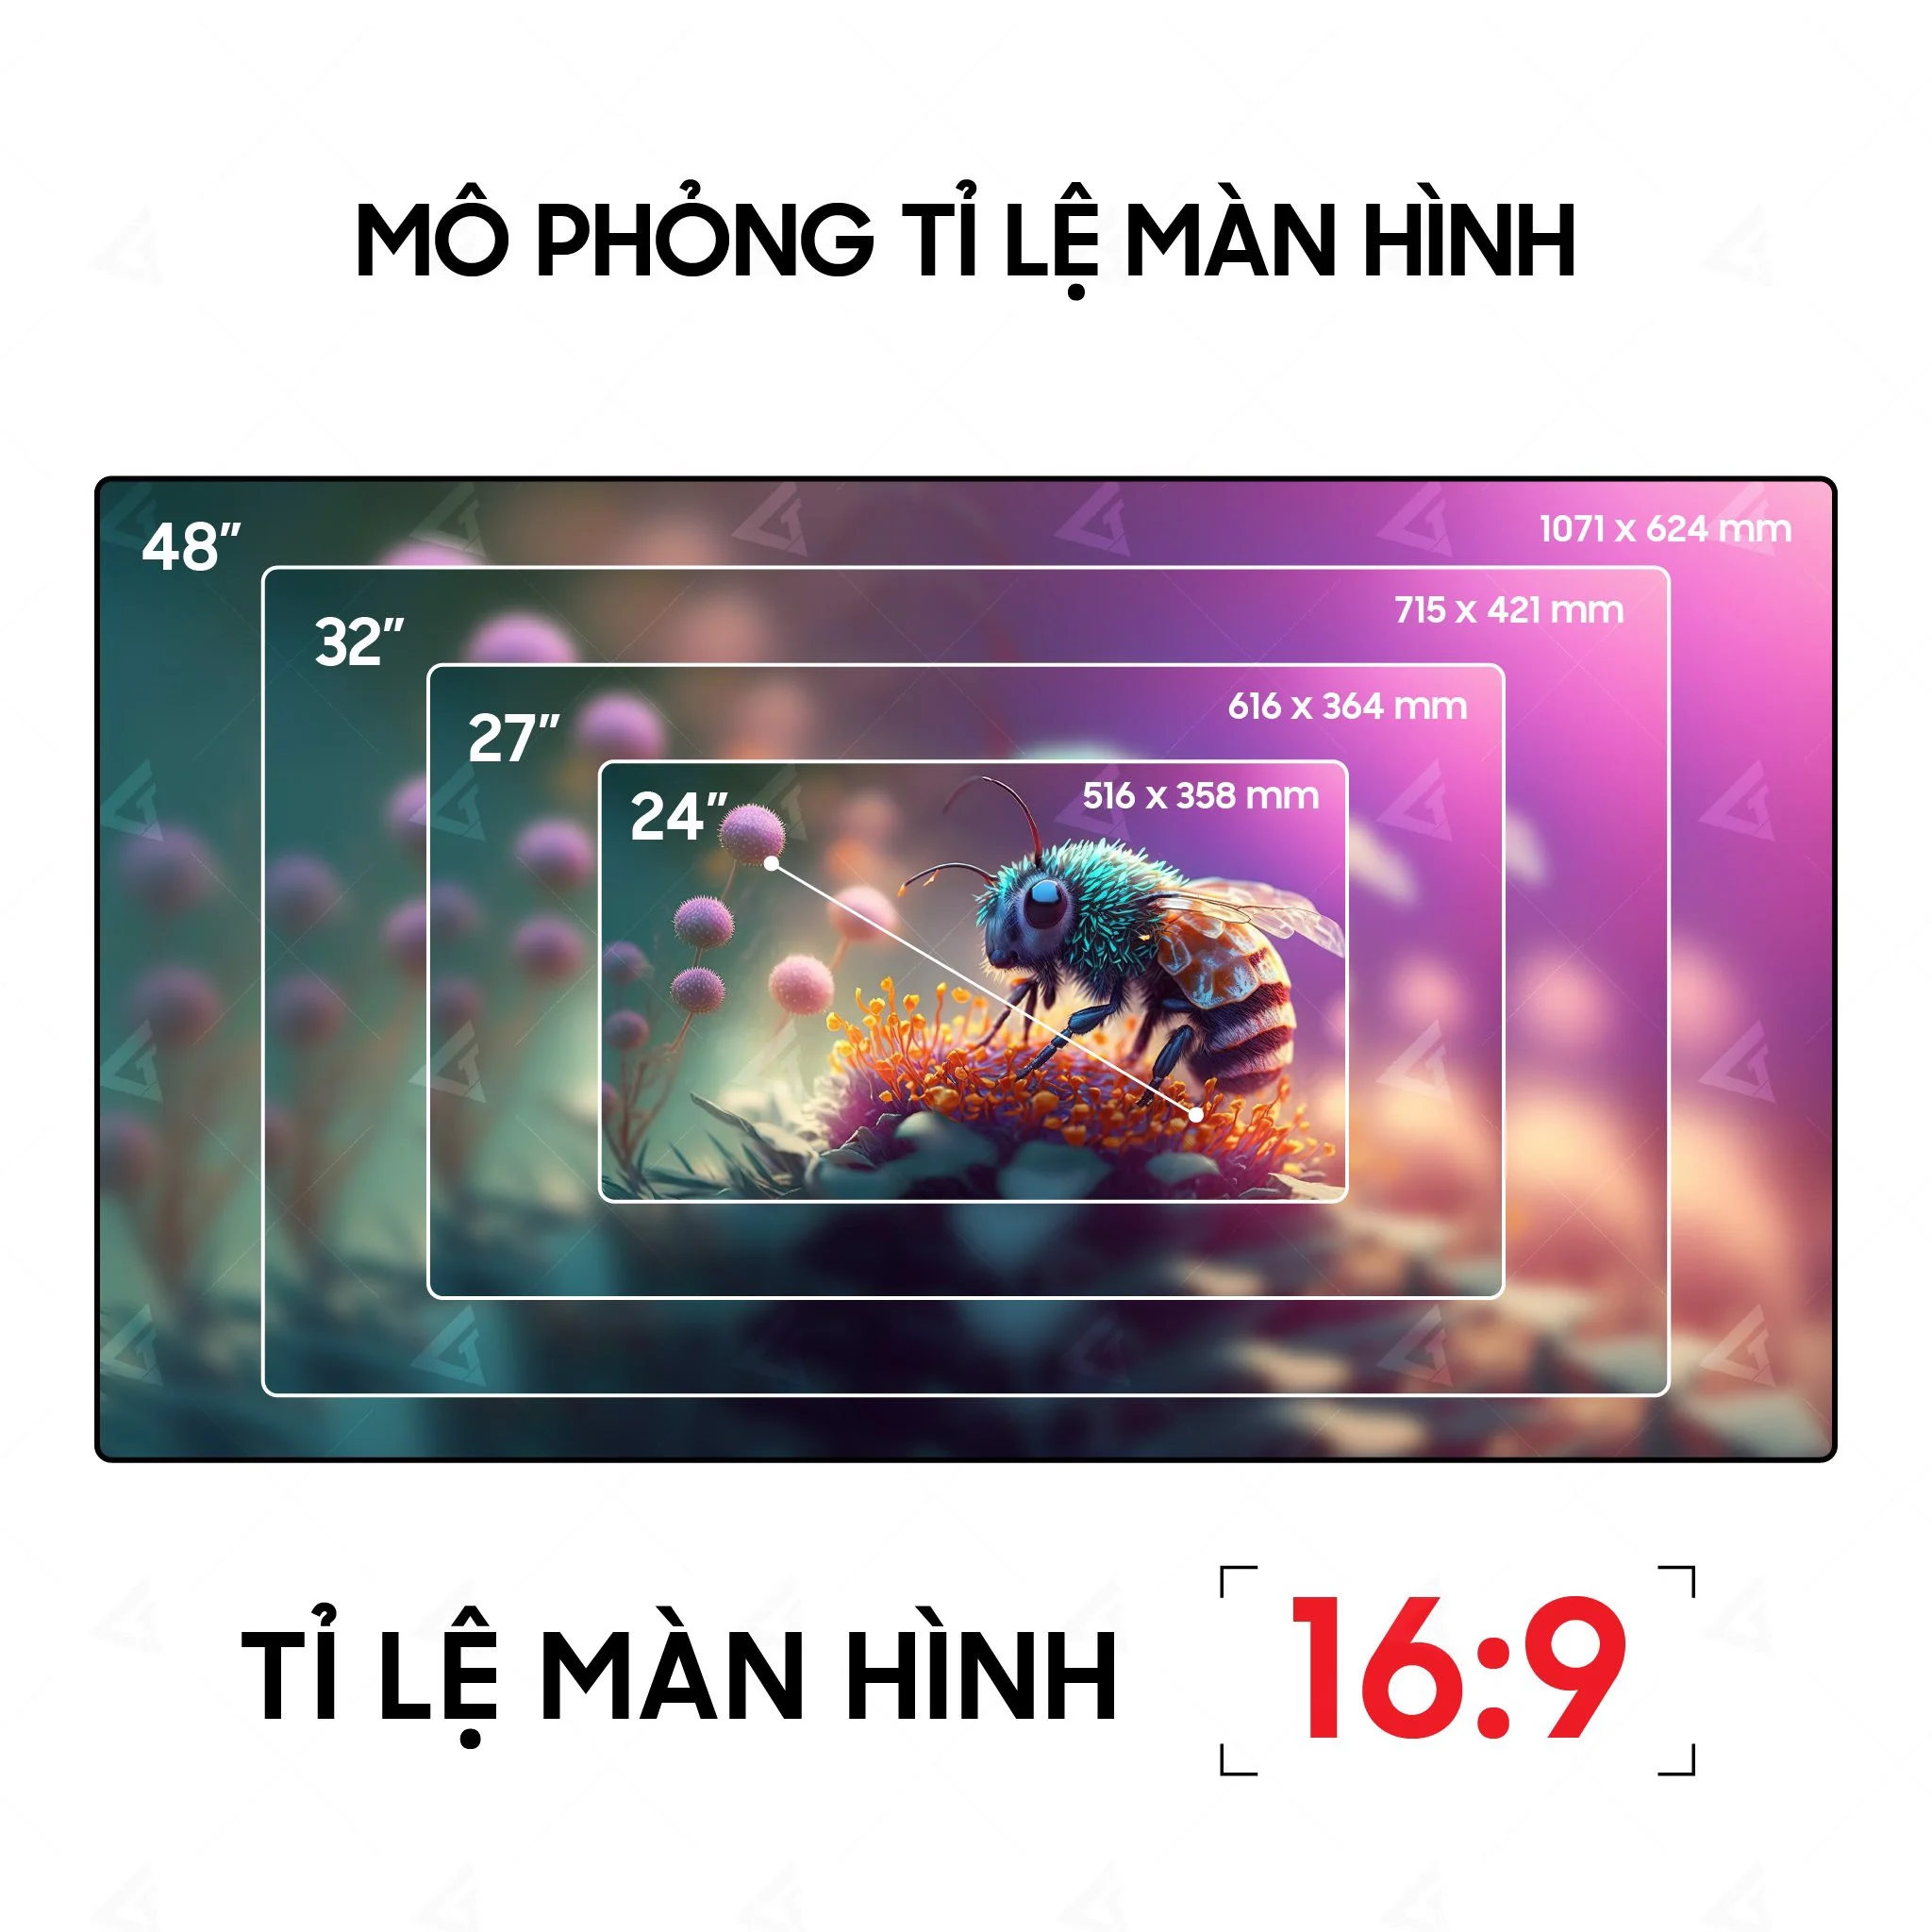 MÔ PHỎNG TỈ LỆ MÀN HÌNH
48″
1071 x 624 mm
32″
715 x 421 mm
27″
616 x 364 mm
24″
516 x 358 mm
TỈ LỆ MÀN HÌNH
16:9